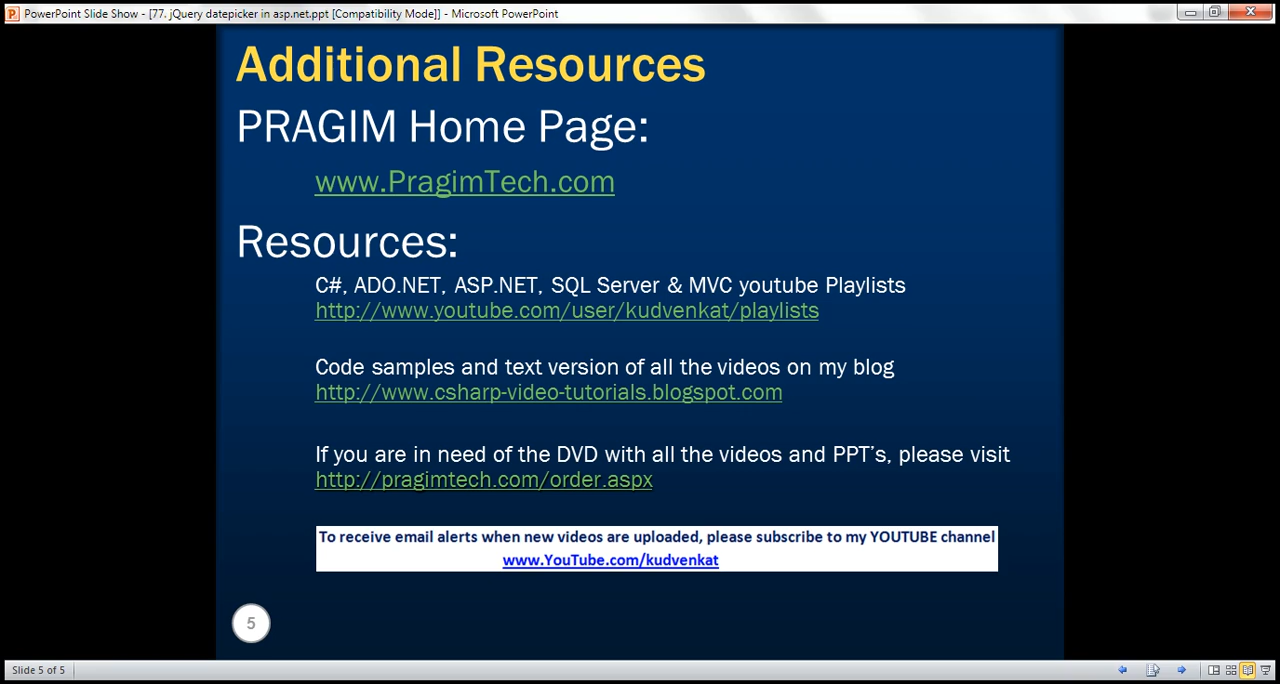 PowerPoint Slide Show - [77. jQuery datepicker in asp.net.ppt [Compatibility Mode]] - Microsoft PowerPoint
Additional Resources
PRAGIM Home Page:
www.PragimTech.com
Resources:
C#, ADO.NET, ASP.NET, SQL Server & MVC youtube Playlists
http://www.youtube.com/user/kudvenkat/playlists
Code samples and text version of all the videos on my blog
http://www.csharp-video-tutorials.blogspot.com
If you are in need of the DVD with all the videos and PPT’s, please visit
http://pragimtech.com/order.aspx
To receive email alerts when new videos are uploaded, please subscribe to my YOUTUBE channel
www.YouTube.com/kudvenkat
5
Slide 5 of 5